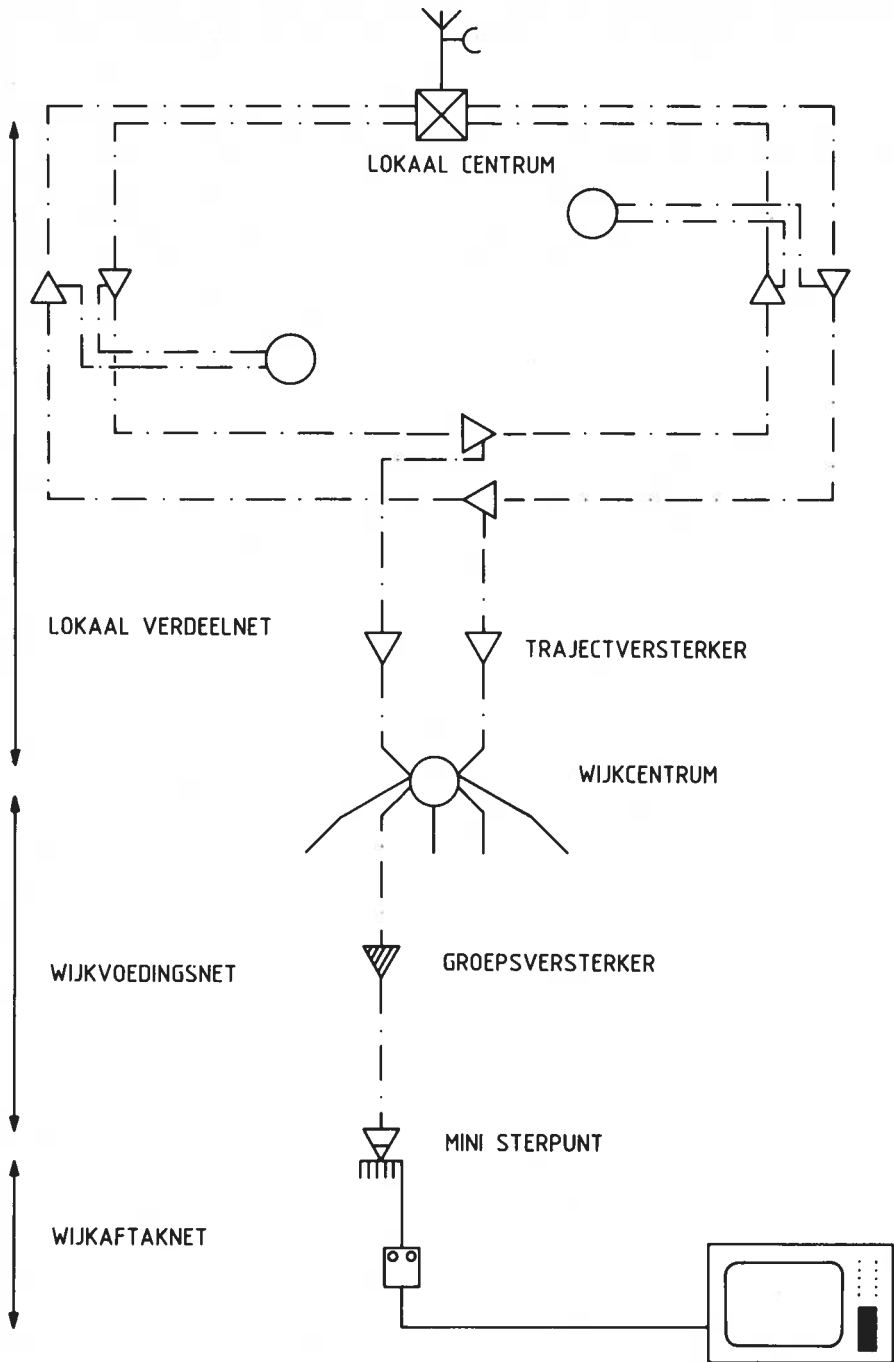 LOKAAL CENTRUM
LOKAAL VERDEELNET
TRAJECTVERSTERKER
WIJKCENTRUM
WIJKVOEDINGSNET
GROEPSVERSTERKER
MINI STERPUNT
WIJKAFTAKNET